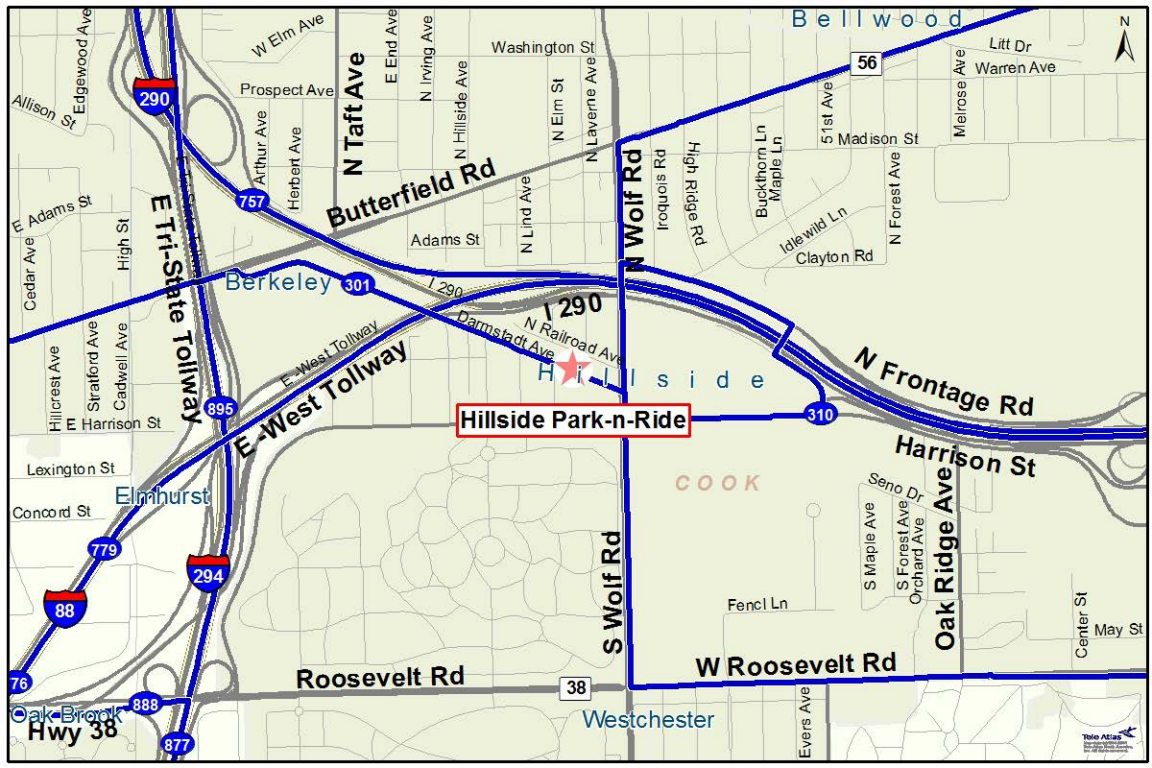 Bellwood
N
Edgewood Ave
W Elm Ave
N Taft Ave
E End Ave
N Irving Ave
Washington St
56
Litt Dr
Warren Ave
290
Allison St
Prospect Ave
N Hillside Ave
N Elm St
N Laverne Ave
51st Ave
Melrose Ave
Madison St
Arthur Ave
Herbert Ave
N Wolf Rd
Iroquois Rd
High Ridge Rd
Buckthorn Ln
Maple Ln
N Forest Ave
757
Butterfield Rd
E Adams St
E Tri-State Tollway
High St
Adams St
N Lind Ave
Idlewild Ln
Clayton Rd
Cedar Ave
Berkeley
301
I 290
I 290
N Railroad Ave
Darmstadt Ave
E -West Tollway
E -West Tollway
Hillside
N Frontage Rd
Hillcrest Ave
Stratford Ave
Cadwell Ave
895
E Harrison St
Hillside Park-n-Ride
310
Harrison St
Lexington St
COOK
Elmhurst
Seno Dr
Oak Ridge Ave
Concord St
779
S Wolf Rd
S Maple Ave
S Forest Ave
Orchard Ave
294
88
Fencl Ln
Center St
May St
76
Roosevelt Rd
38
W Roosevelt Rd
888
Oak Brook
Hwy 38
877
Westchester
Evers Ave
Tele Atlas